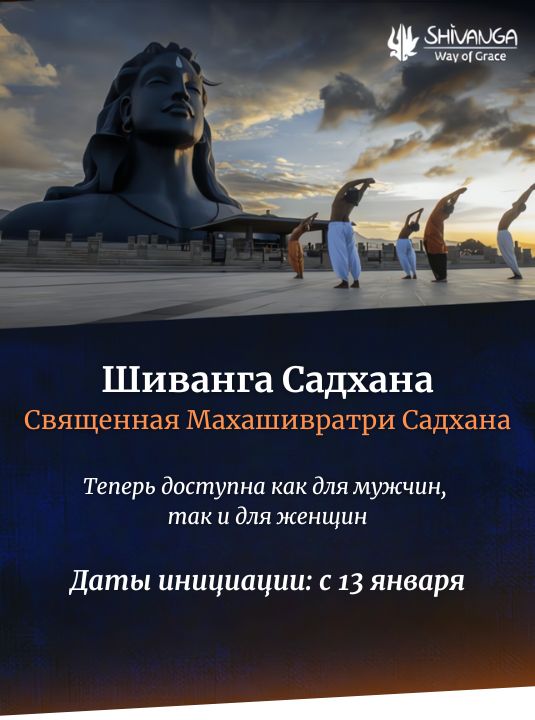 SHIVANGA
Way of Grace
Шиванга Садхана
Священная Махашивратри Садхана
Теперь доступна как для мужчин,
так и для женщин
Даты инициации: с 13 января